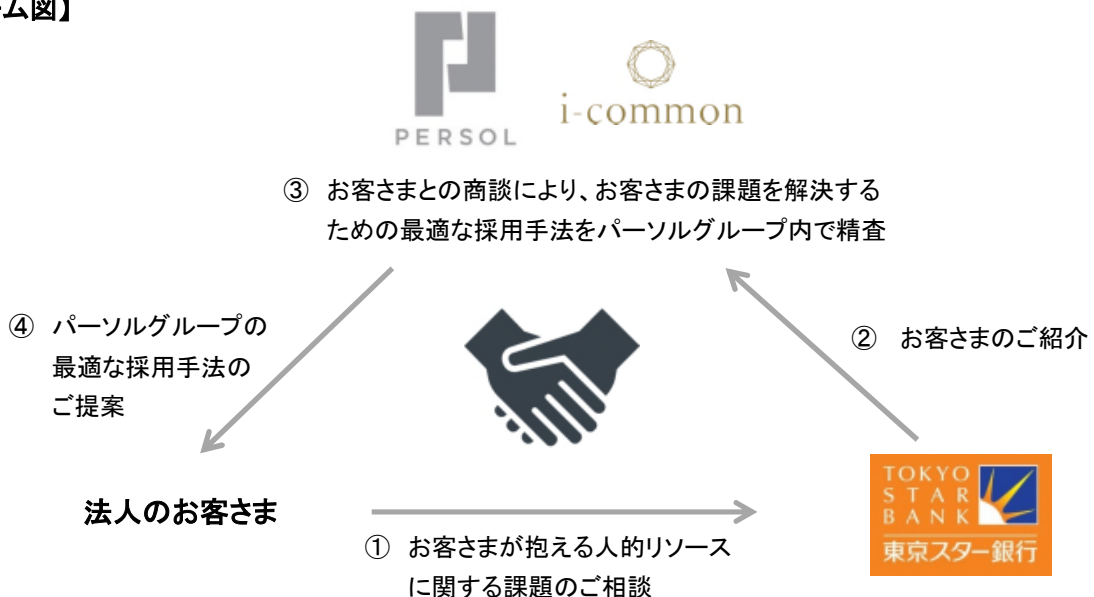 ム図】
PERSOL
i-common
③ お客さまとの商談により、お客さまの課題を解決する
ための最適な採用手法をパーソルグループ内で精査
④ パーソルグループの
最適な採用手法の
ご提案
② お客さまのご紹介
法人のお客さま
① お客さまが抱える人的リソース
に関する課題のご相談
TOKYO
STAR
BANK
東京スター銀行